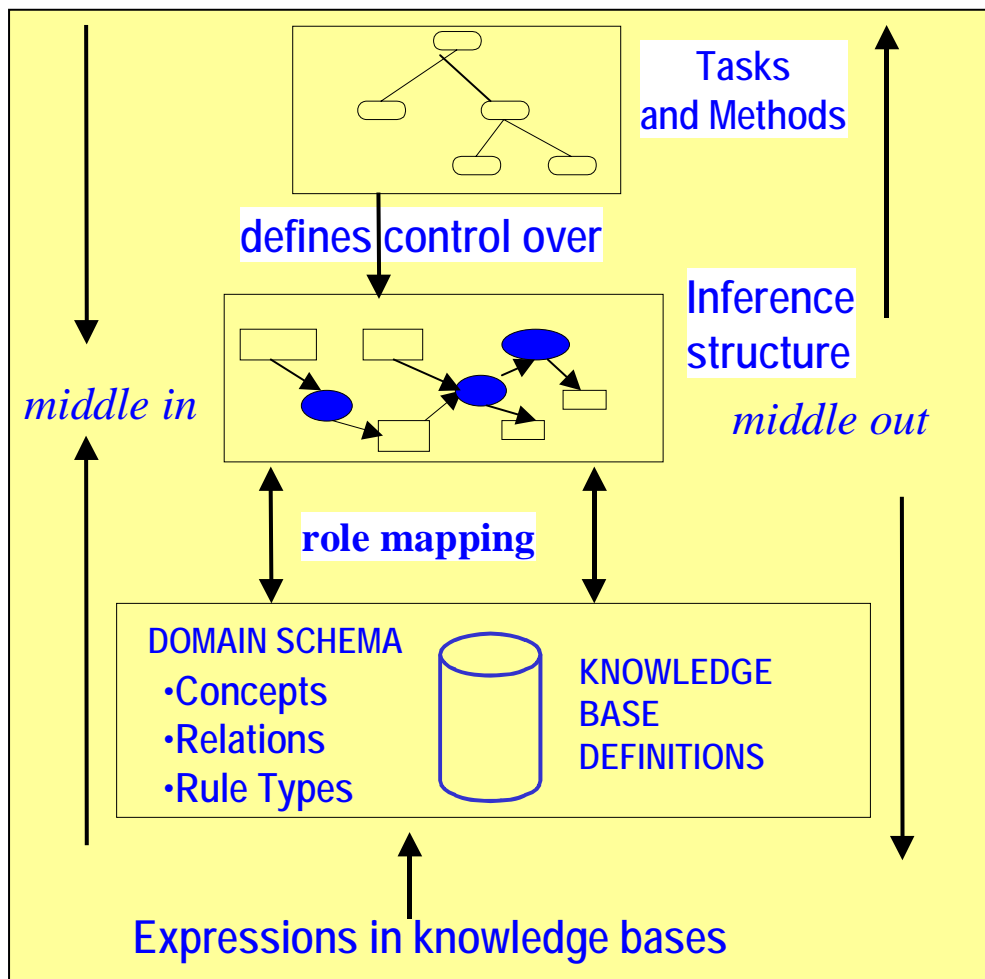 Tasks
and Methods
defines control over
Inference
structure
middle in
middle out
role mapping
DOMAIN SCHEMA
•Concepts
•Relations
•Rule Types
KNOWLEDGE
BASE
DEFINITIONS
Expressions in knowledge bases